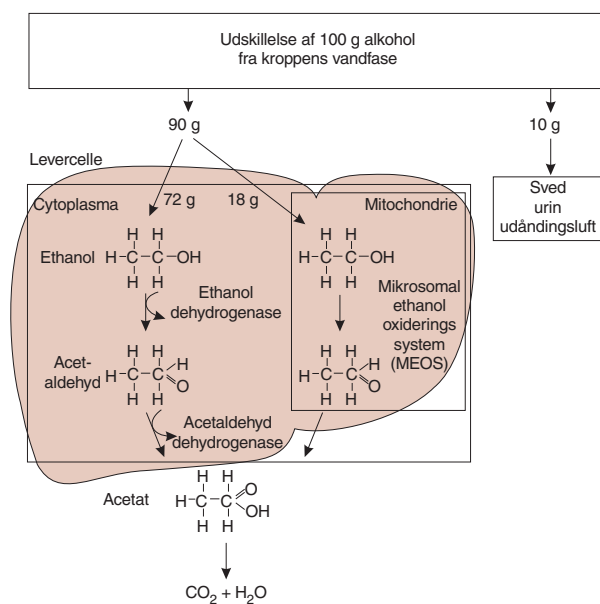 Udskillelse af 100 g alkohol
fra kroppens vandfase
90 g
10 g
Levercelle
Sved
urin
udåndingsluft
Cytoplasma
72 g
18 g
Mitochondrie
H H
H H
Ethanol
H-C-C-OH
H-C-C-OH
H H
H H
Ethanol
dehydrogenase
Mikrosomal
ethanol
oxiderings
system
(MEOS)
H H
H H
Acet-
aldehyd
H-C-C
H
O
H-C-C
H
O
H H
H H
Acetaldehyd
dehydrogenase
H H
Acetat
H-C-C
O
OH
H H
CO₂ + H₂O